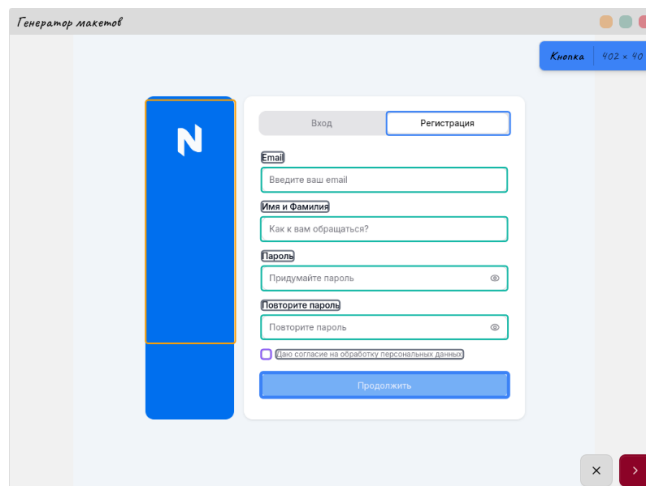 Генератор макетов
Кнопка 402 × 40
Вход Регистрация
Email
Введите ваш email
Имя и Фамилия
Как к вам обращаться?
Пароль
Придумайте пароль
Повторите пароль
Повторите пароль
Даю согласие на обработку персональных данных
Продолжить